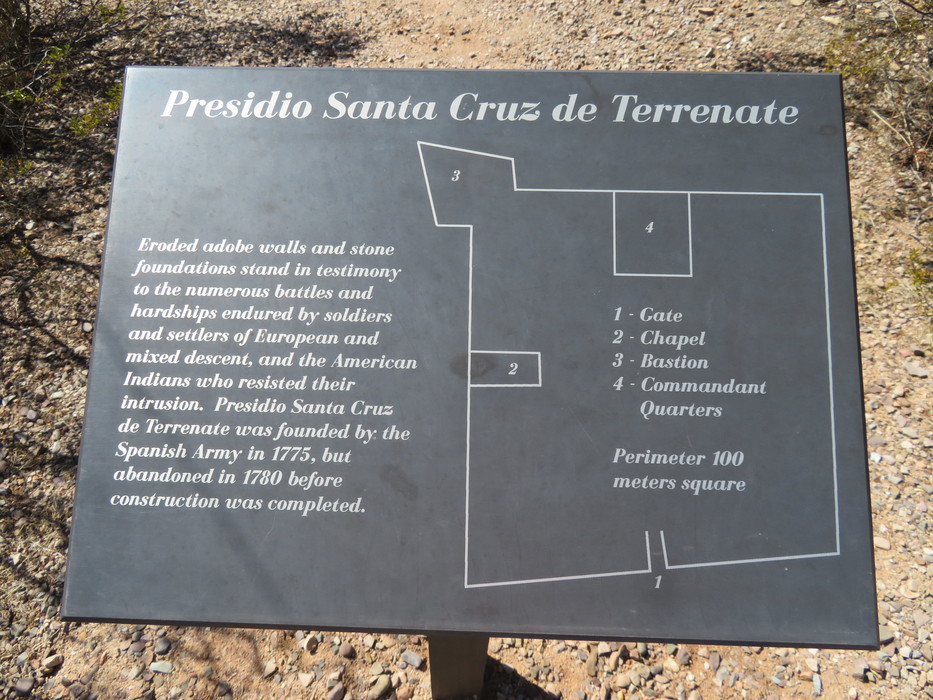 Presidio Santa Cruz de Terrenate
Eroded adobe walls and stone
foundations stand in testimony
to the numerous battles and
hardships endured by soldiers
and settlers of European and
mixed descent, and the American
Indians who resisted their
intrusion. Presidio Santa Cruz
de Terrenate was founded by the
Spanish Army in 1775, but
abandoned in 1780 before
construction was completed.
3
4
2
1 - Gate
2 - Chapel
3 - Bastion
4 - Commandant
Quarters
Perimeter 100
meters square
1